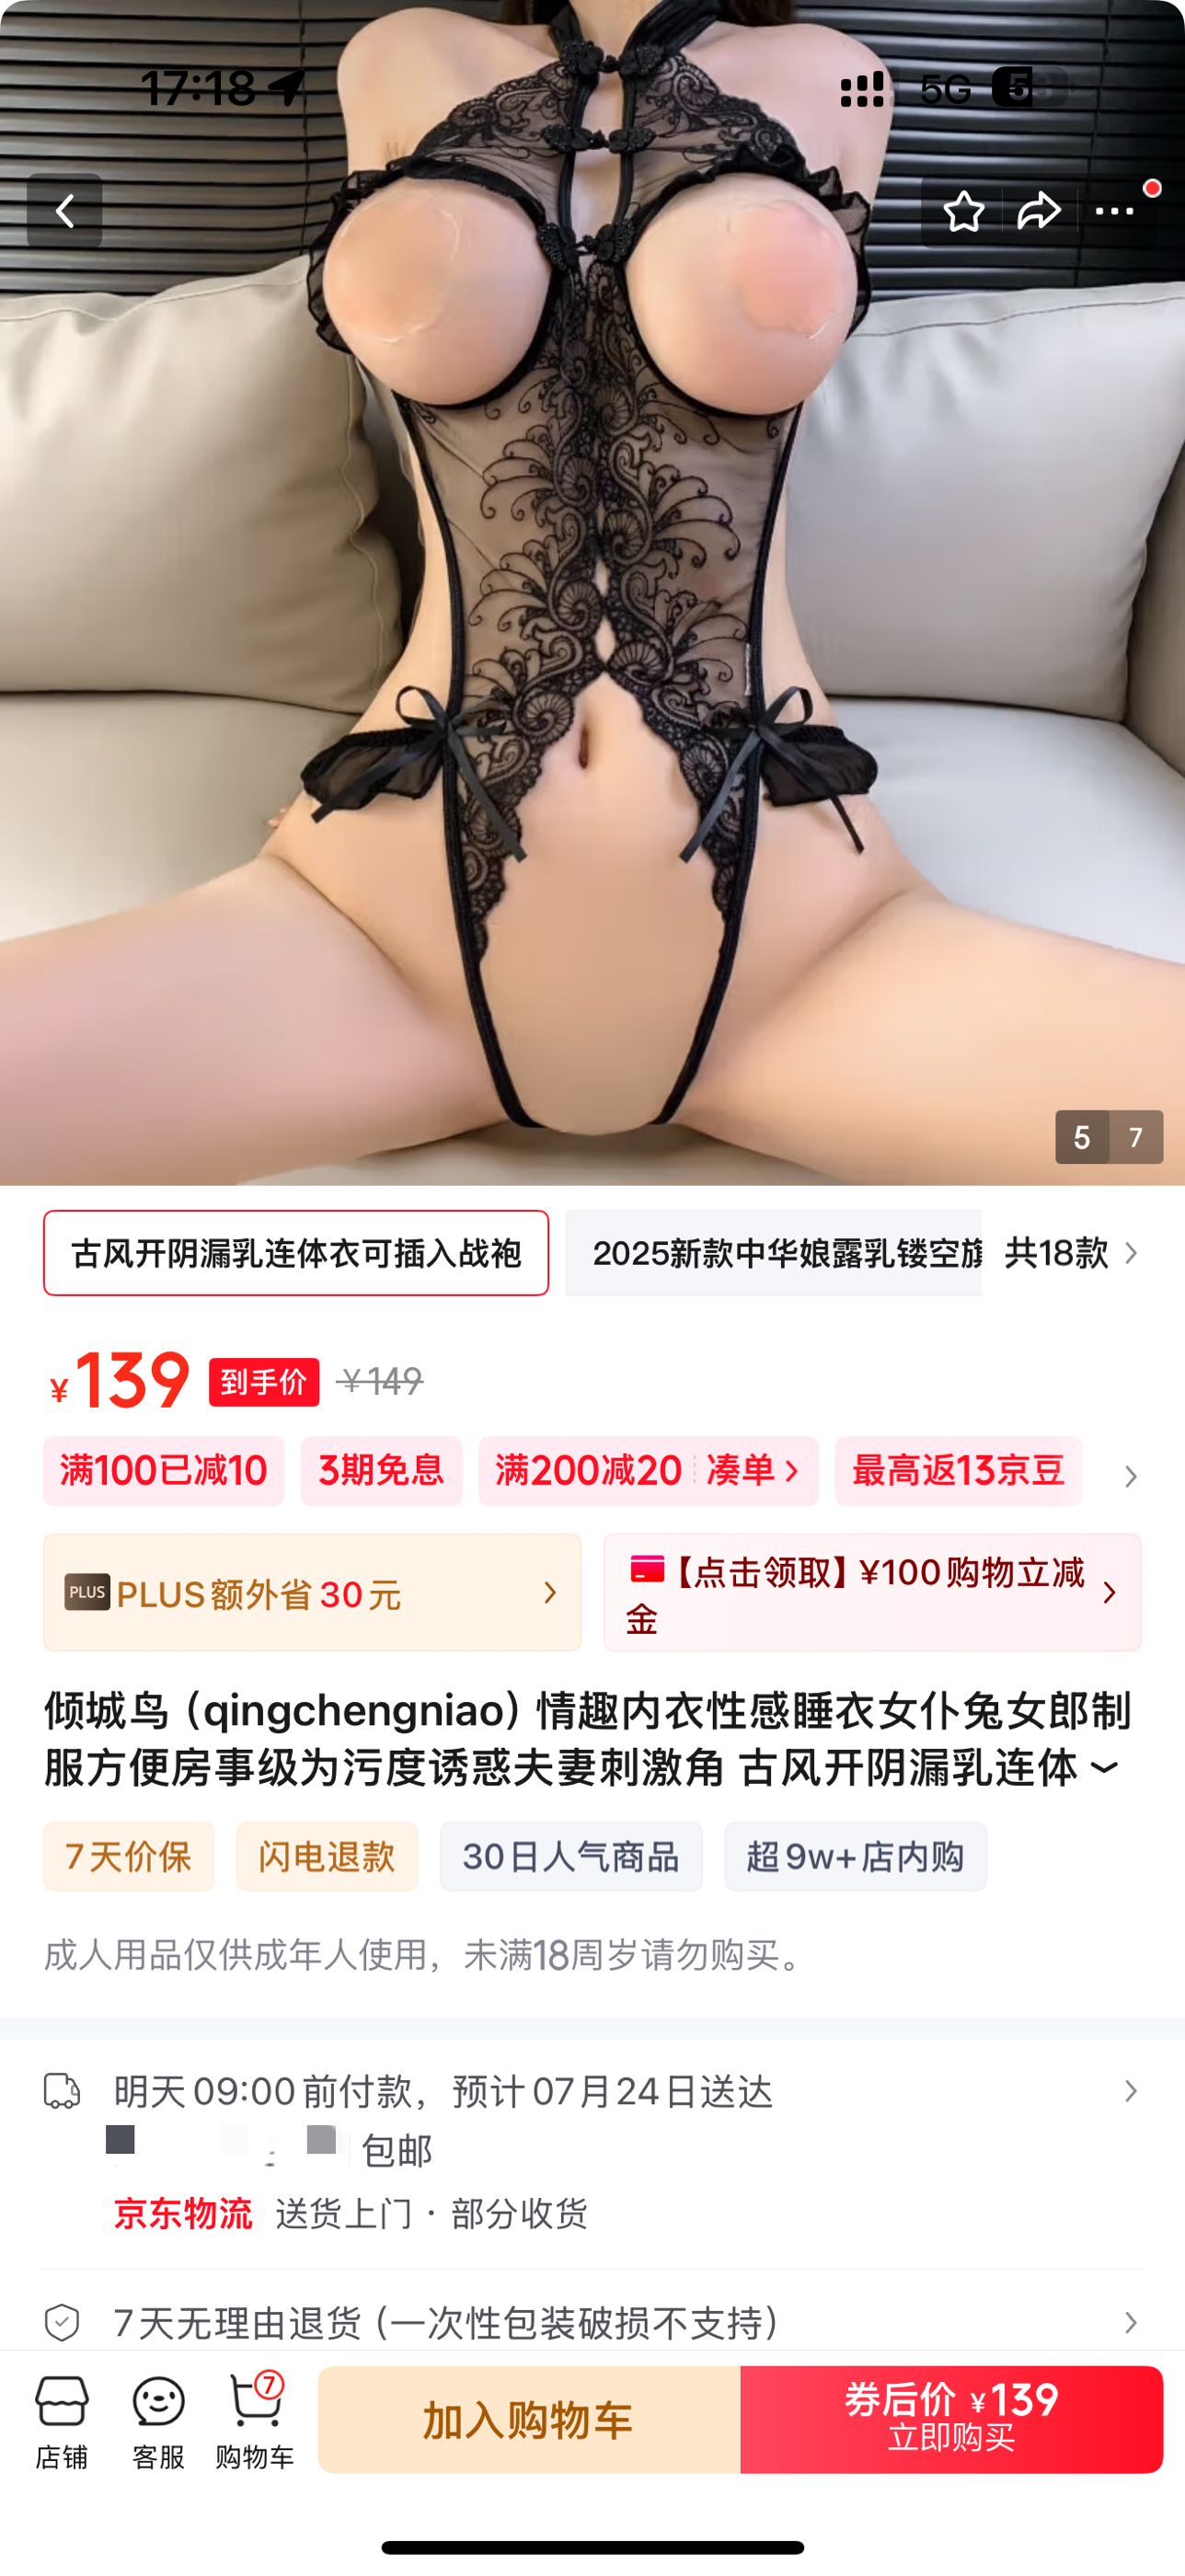 17:18
5G
5 7
古风开阴漏乳连体衣可插入战袍
2025新款中华娘露乳镂空旗
共18款
¥139 到手价 ¥149
满100已减10
3期免息
满200减20 凑单
最高返13京豆
PLUS PLUS额外省30元
【点击领取】¥100购物立减
金
倾城鸟（qingchengniao）情趣内衣性感睡衣女仆兔女郎制
服方便房事级为污度诱惑夫妻刺激角 古风开阴漏乳连体
7天价保
闪电退款
30日人气商品
超9w+店内购
成人用品仅供成年人使用，未满18周岁请勿购买。
明天09:00前付款，预计07月24日送达
包邮
京东物流 送货上门·部分收货
7天无理由退货（一次性包装破损不支持）
7
店铺
客服
购物车
加入购物车
券后价 ¥139
立即购买